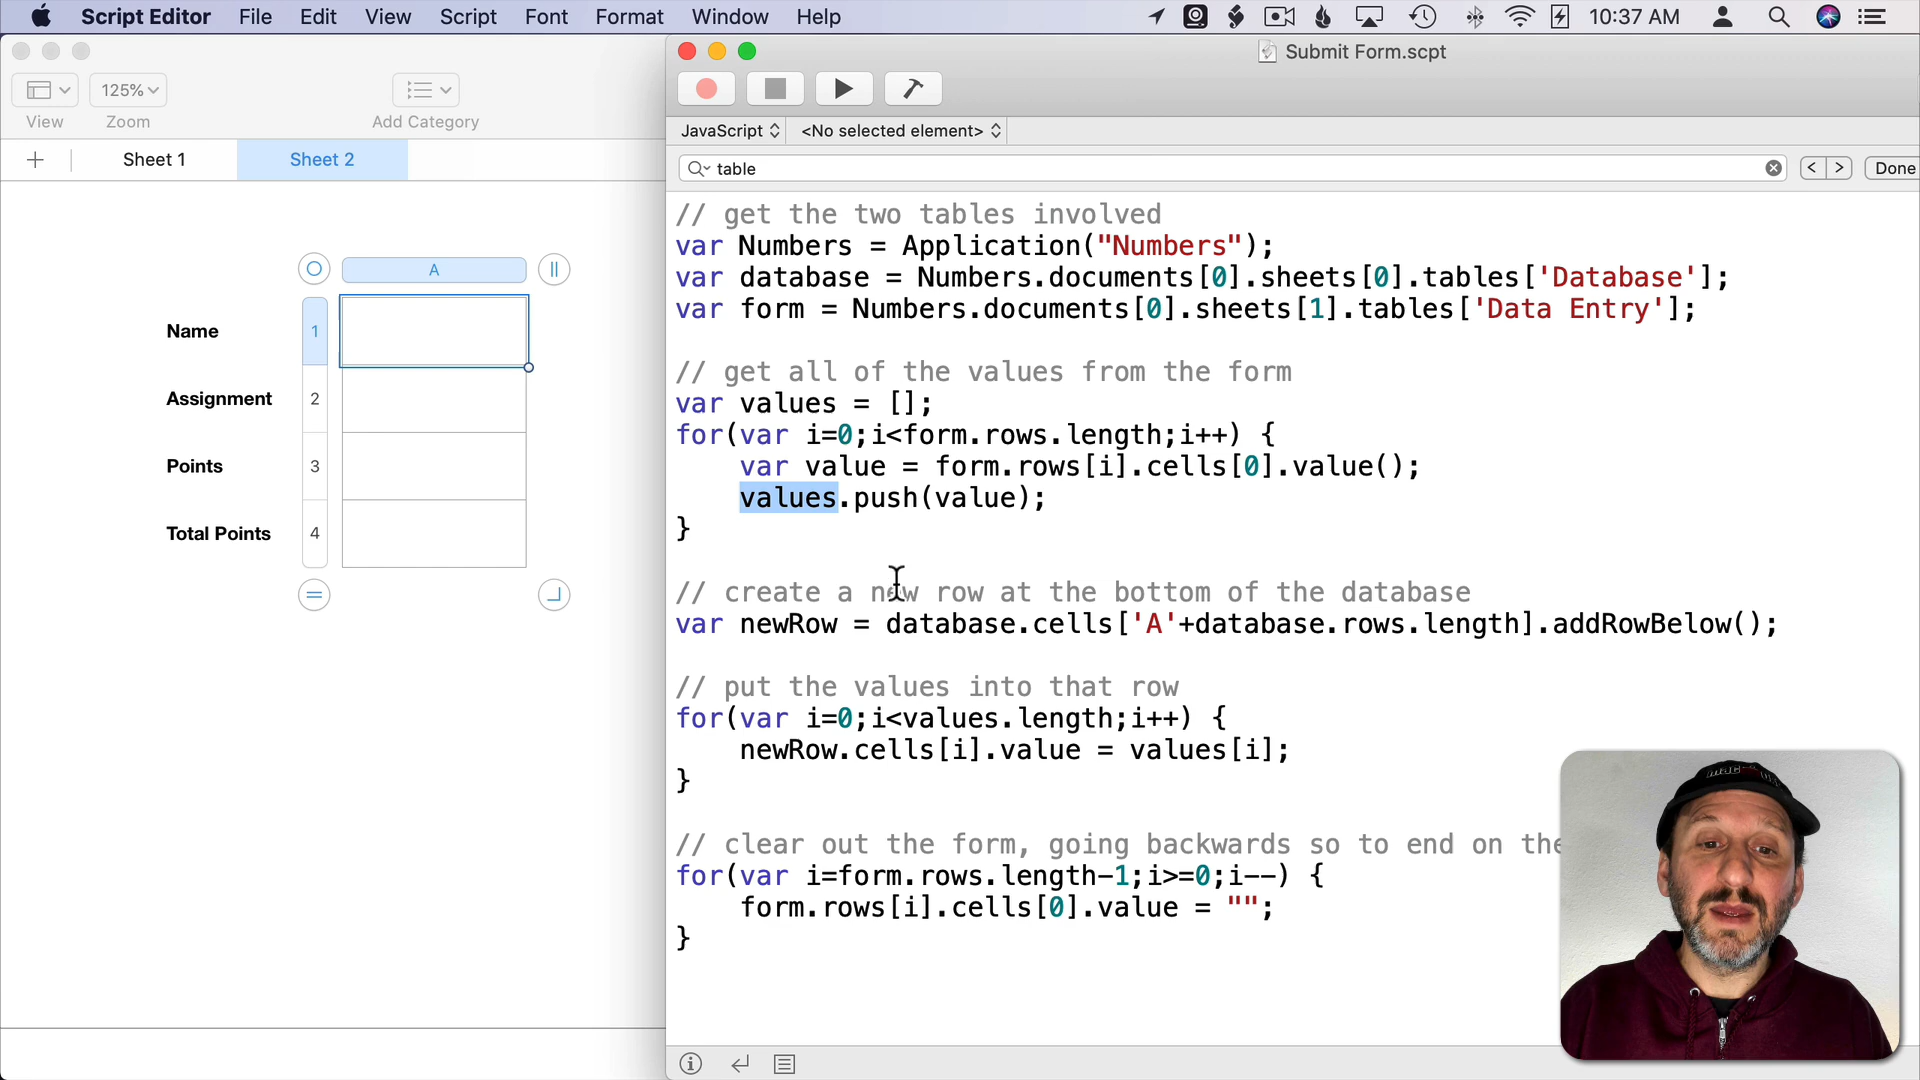 Script Editor File Edit View Script Font Format Window Help 10:37 AM
Submit Form.scpt
125%
View Zoom Add Category
JavaScript <No selected element>
Sheet 1 Sheet 2
table Done
A
Name 1
Assignment 2
Points 3
Total Points 4
// get the two tables involved
var Numbers = Application("Numbers");
var database = Numbers.documents[0].sheets[0].tables['Database'];
var form = Numbers.documents[0].sheets[1].tables['Data Entry'];
// get all of the values from the form
var values = [];
for(var i=0;i<form.rows.length;i++) {
var value = form.rows[i].cells[0].value();
values.push(value);
}
// create a new row at the bottom of the database
var newRow = database.cells['A'+database.rows.length].addRowBelow();
// put the values into that row
for(var i=0;i<values.length;i++) {
newRow.cells[i].value = values[i];
}
// clear out the form, going backwards so to end on the
for(var i=form.rows.length-1;i>=0;i--) {
form.rows[i].cells[0].value = "";
}